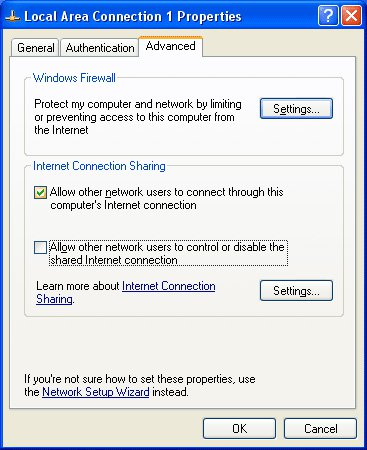 Local Area Connection 1 Properties
General
Authentication
Advanced
Windows Firewall
Protect my computer and network by limiting
or preventing access to this computer from
the Internet
Settings...
Internet Connection Sharing
Allow other network users to connect through this
computer's Internet connection
Allow other network users to control or disable the
shared Internet connection
Learn more about Internet Connection
Sharing.
Settings...
If you're not sure how to set these properties, use
the Network Setup Wizard instead.
OK
Cancel